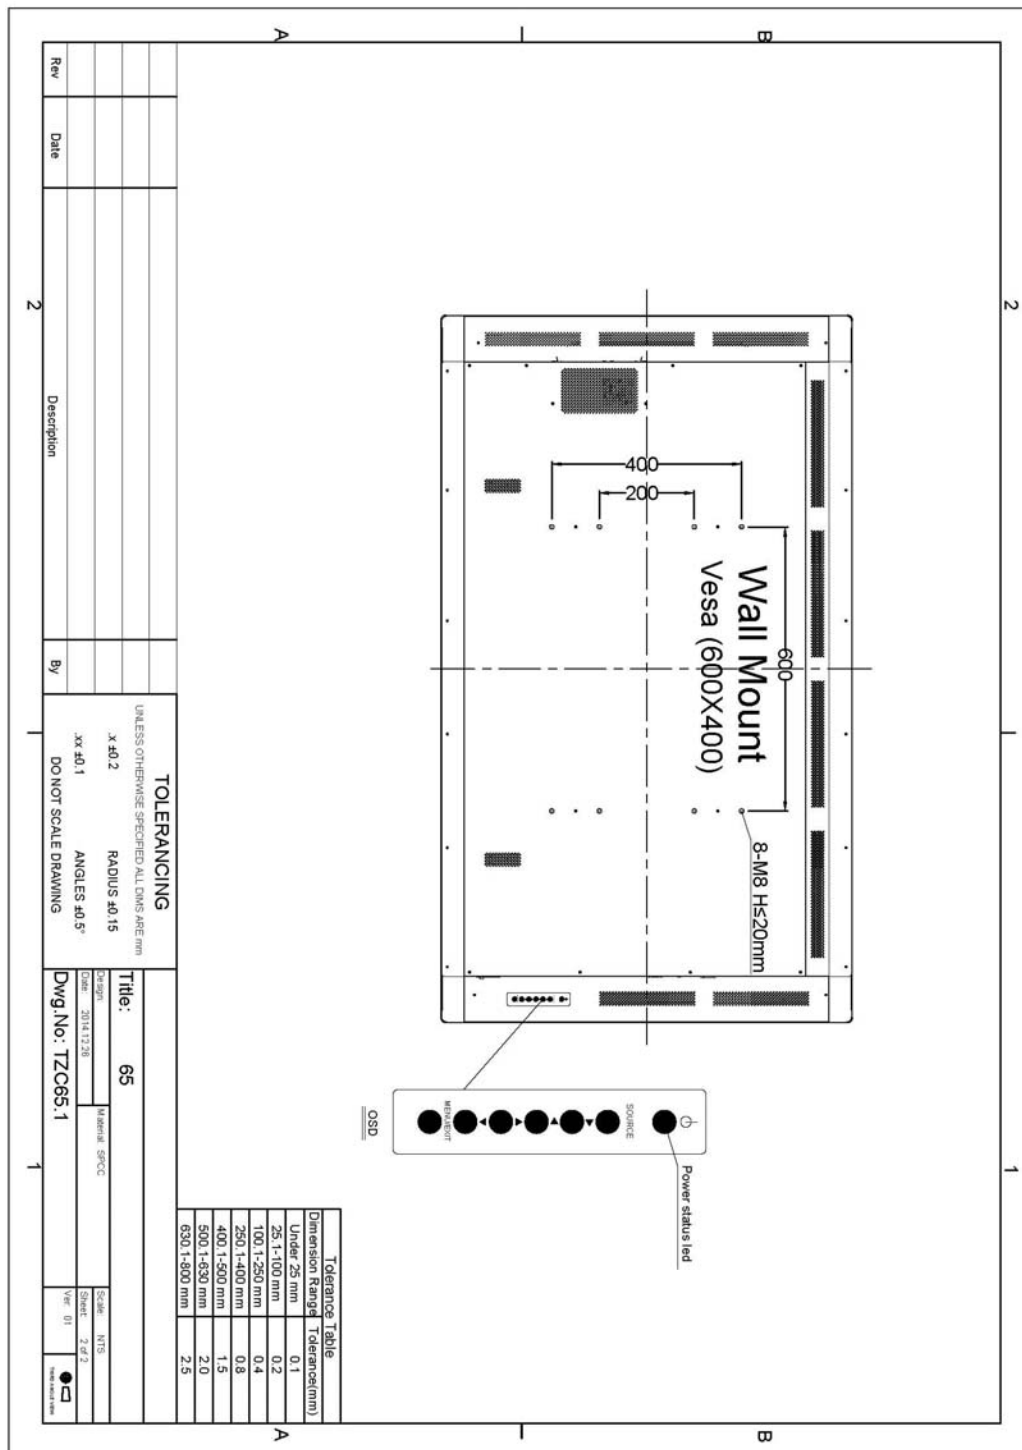 A
B
2
1
400
200
600
Wall Mount
Vesa (600X400)
8-M8 H≤20mm
SOURCE
MENU/EXIT
OSD
Power status led
Tolerance Table
Dimension Range Tolerance(mm)
Under 25 mm 0.1
25.1-100 mm 0.2
100.1-250 mm 0.4
250.1-400 mm 0.8
400.1-500 mm 1.5
500.1-630 mm 2.0
630.1-800 mm 2.5
Rev Date Description By
TOLERANCING
UNLESS OTHERWISE SPECIFIED ALL DIMS ARE mm
.x ±0.2 RADIUS ±0.15
.xx ±0.1 ANGLES ±0.5°
DO NOT SCALE DRAWING
Title: 65
Design: Material: SPCC Scale: NTS
Date: 2014.12.26 Sheet: 2 of 2
Dwg.No: TZC65.1 Ver: 01
THIRD ANGLE VIEW
2
1
A
B